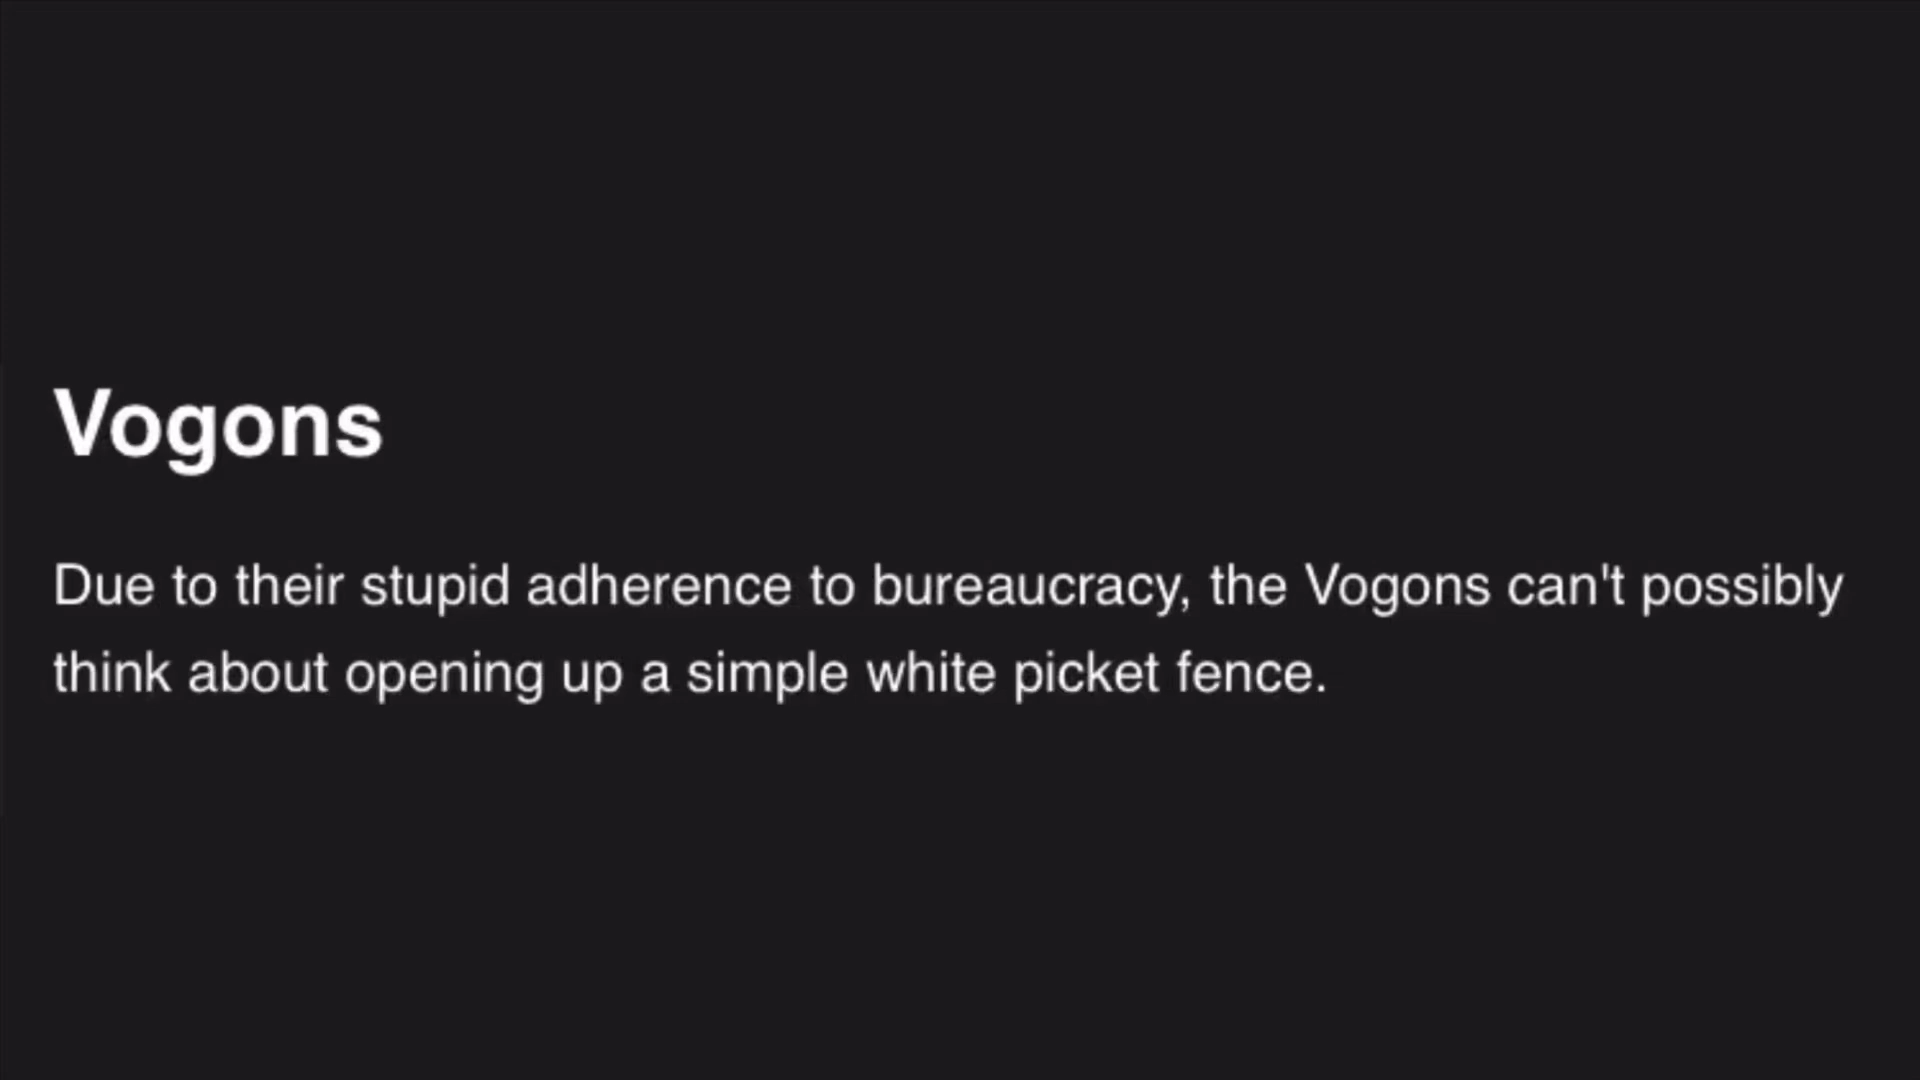 Vogons
Due to their stupid adherence to bureaucracy, the Vogons can't possibly
think about opening up a simple white picket fence.